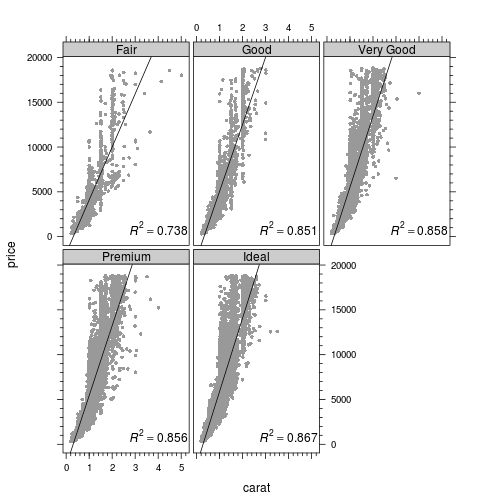 0 1 2 3 4 5
Fair Good Very Good
20000
15000
10000
5000
0
R² = 0.738 R² = 0.851 R² = 0.858
price
Premium Ideal
20000
15000
10000
5000
0
R² = 0.856 R² = 0.867
0 1 2 3 4 5
carat